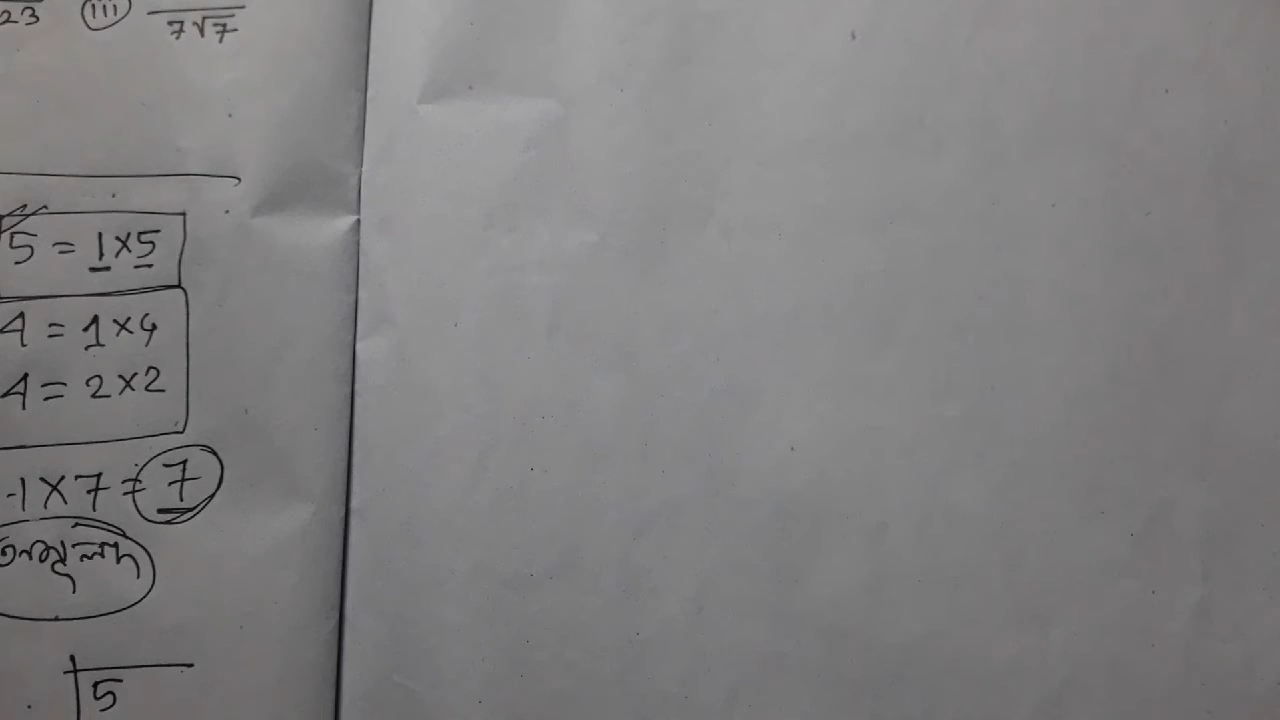 23 (iii) 7√7
5 = 1×5
4 = 1×4
4 = 2×2
1×7 = 7
5